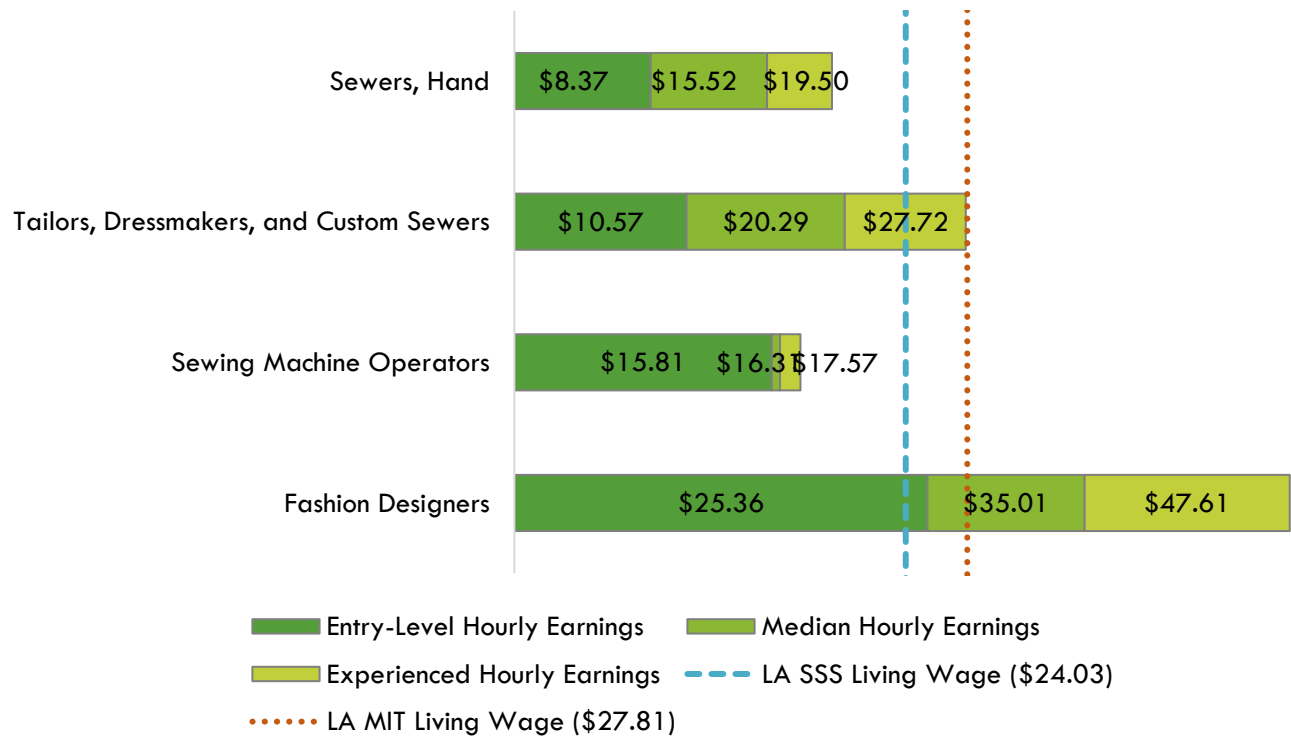 Sewers, Hand $8.37 $15.52 $19.50
Tailors, Dressmakers, and Custom Sewers $10.57 $20.29 $27.72
Sewing Machine Operators $15.81 $16.31 $17.57
Fashion Designers $25.36 $35.01 $47.61
Entry-Level Hourly Earnings Median Hourly Earnings
Experienced Hourly Earnings LA SSS Living Wage ($24.03)
LA MIT Living Wage ($27.81)